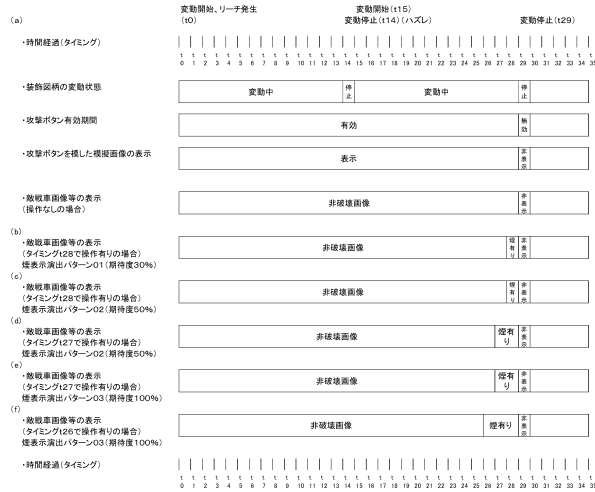 変動開始、リーチ発生
(t0)
変動開始(t15)
変動停止(t14)(ハズレ)
変動停止(t29)
(a)
・時間経過(タイミング)
t t t t t t t t t t t t t t t t t t t t t t t t t t t t t t t t t t t t
0 1 2 3 4 5 6 7 8 9 10 11 12 13 14 15 16 17 18 19 20 21 22 23 24 25 26 27 28 29 30 31 32 33 34 35
・装飾図柄の変動状態
変動中 停止 変動中 停止
・攻撃ボタン有効期間
有効 無効
・攻撃ボタンを模した模擬画像の表示
表示 非表示
・敵戦車画像等の表示
(操作なしの場合)
非破壊画像 非表示
(b)
・敵戦車画像等の表示
(タイミングt28で操作有りの場合)
煙表示演出パターン01(期待度30%)
非破壊画像 煙有り 非表示
(c)
・敵戦車画像等の表示
(タイミングt28で操作有りの場合)
煙表示演出パターン02(期待度50%)
非破壊画像 煙有り 非表示
(d)
・敵戦車画像等の表示
(タイミングt27で操作有りの場合)
煙表示演出パターン02(期待度50%)
非破壊画像 煙有り 非表示
(e)
・敵戦車画像等の表示
(タイミングt27で操作有りの場合)
煙表示演出パターン03(期待度100%)
非破壊画像 煙有り 非表示
(f)
・敵戦車画像等の表示
(タイミングt26で操作有りの場合)
煙表示演出パターン03(期待度100%)
非破壊画像 煙有り 非表示
・時間経過(タイミング)
t t t t t t t t t t t t t t t t t t t t t t t t t t t t t t t t t t t t
0 1 2 3 4 5 6 7 8 9 10 11 12 13 14 15 16 17 18 19 20 21 22 23 24 25 26 27 28 29 30 31 32 33 34 35